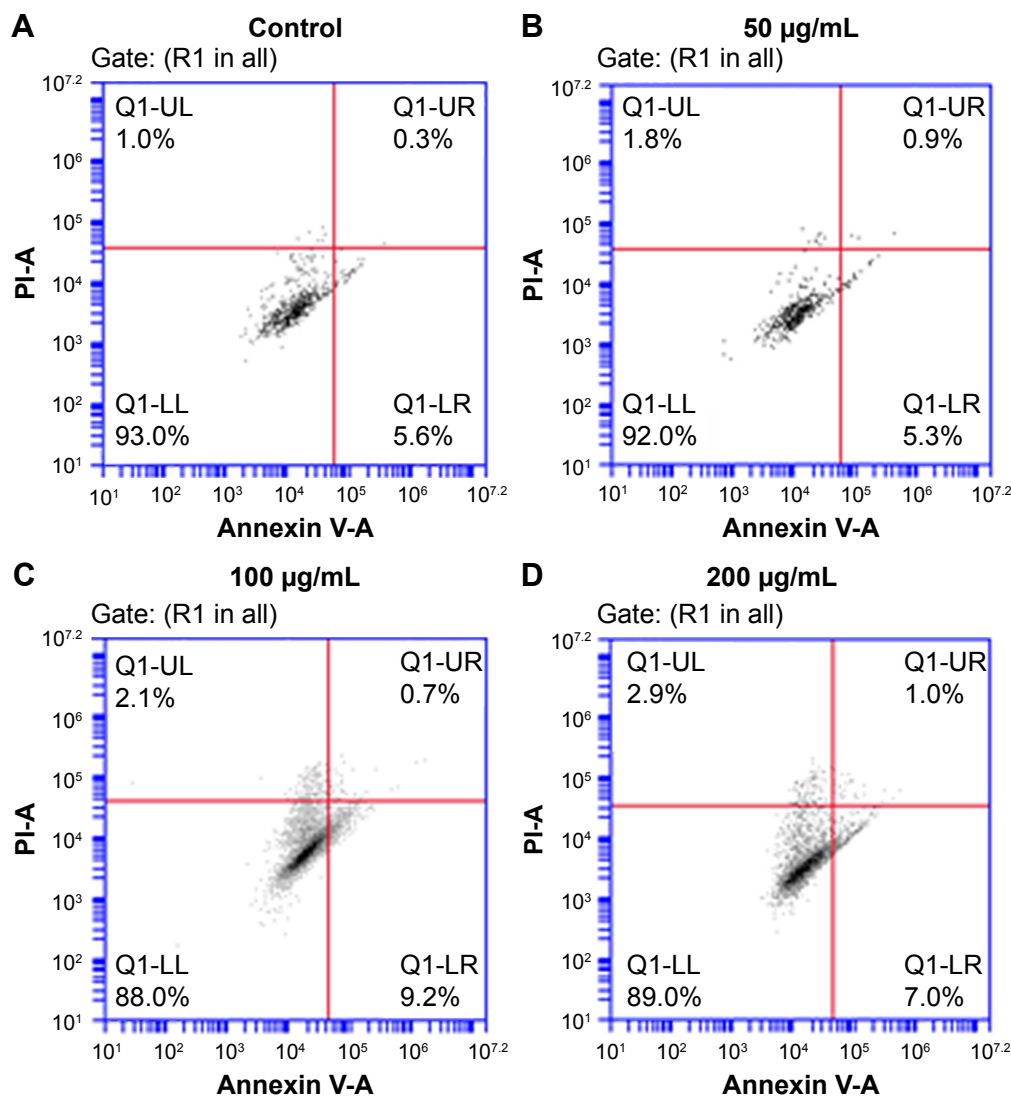 A
Control
Gate: (R1 in all)
10^7.2
Q1-UL
1.0%
Q1-UR
0.3%
10^6
10^5
10^4
10^3
10^2
10^1
PI-A
Q1-LL
93.0%
Q1-LR
5.6%
10^1 10^2 10^3 10^4 10^5 10^6 10^7.2
Annexin V-A
B
50 µg/mL
Gate: (R1 in all)
10^7.2
Q1-UL
1.8%
Q1-UR
0.9%
10^6
10^5
10^4
10^3
10^2
10^1
PI-A
Q1-LL
92.0%
Q1-LR
5.3%
10^1 10^2 10^3 10^4 10^5 10^6 10^7.2
Annexin V-A
C
100 µg/mL
Gate: (R1 in all)
10^7.2
Q1-UL
2.1%
Q1-UR
0.7%
10^6
10^5
10^4
10^3
10^2
10^1
PI-A
Q1-LL
88.0%
Q1-LR
9.2%
10^1 10^2 10^3 10^4 10^5 10^6 10^7.2
Annexin V-A
D
200 µg/mL
Gate: (R1 in all)
10^7.2
Q1-UL
2.9%
Q1-UR
1.0%
10^6
10^5
10^4
10^3
10^2
10^1
PI-A
Q1-LL
89.0%
Q1-LR
7.0%
10^1 10^2 10^3 10^4 10^5 10^6 10^7.2
Annexin V-A